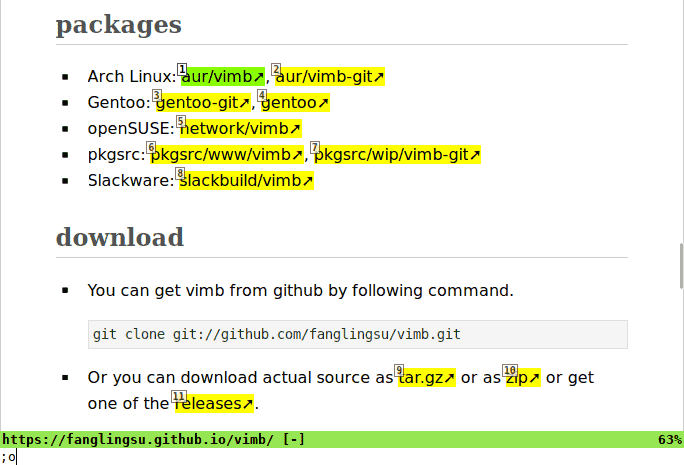 packages
Arch Linux: 1 aur/vimb↗, 2 aur/vimb-git↗
Gentoo: 3 gentoo-git↗, 4 gentoo↗
openSUSE: 5 network/vimb↗
pkgsrc: 6 pkgsrc/www/vimb↗, 7 pkgsrc/wip/vimb-git↗
Slackware: 8 slackbuild/vimb↗
download
You can get vimb from github by following command.
git clone git://github.com/fanglingsu/vimb.git
Or you can download actual source as 9 tar.gz↗ or as 10 zip↗ or get
one of the 11 releases↗.
https://fanglingsu.github.io/vimb/ [-] 63%
;o